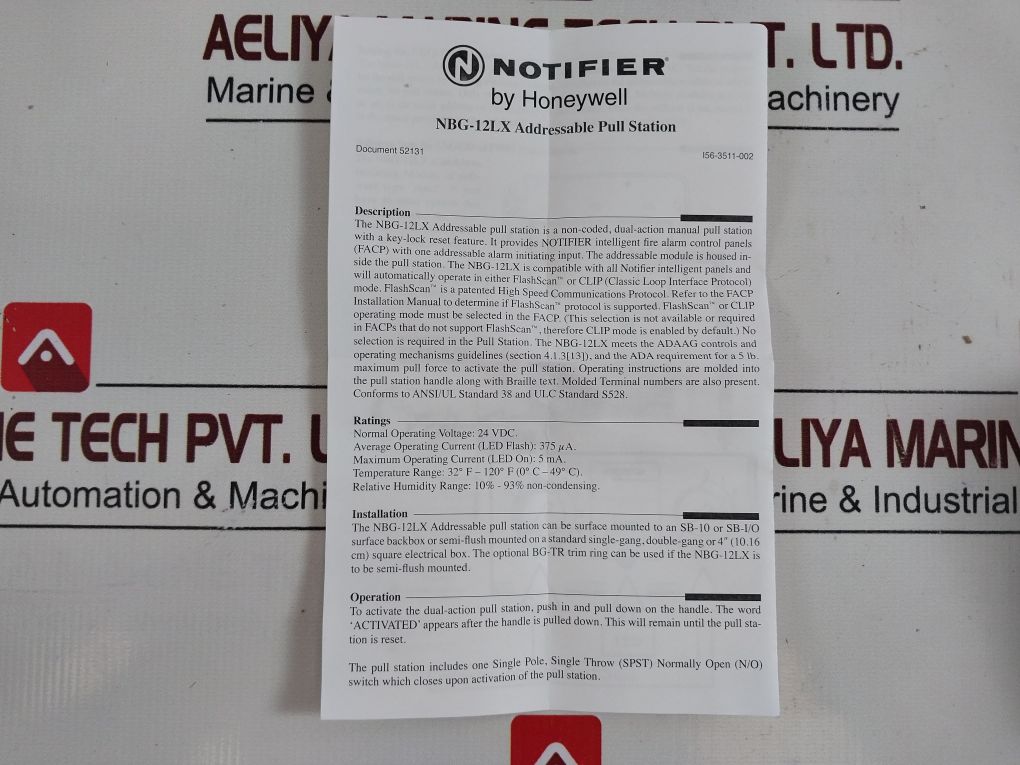 AELIYA MARINE TECH PVT. LTD.
Marine & achinery
N NOTIFIER
by Honeywell
NBG-12LX Addressable Pull Station
Document 52131
I56-3511-002
Description
The NBG-12LX Addressable pull station is a non-coded, dual-action manual pull station
with a key-lock reset feature. It provides NOTIFIER intelligent fire alarm control panels
(FACP) with one addressable alarm initiating input. The addressable module is housed in-
side the pull station. The NBG-12LX is compatible with all Notifier intelligent panels and
will automatically operate in either FlashScan™ or CLIP (Classic Loop Interface Protocol)
mode. FlashScan™ is a patented High Speed Communications Protocol. Refer to the FACP
Installation Manual to determine if FlashScan™ protocol is supported. FlashScan™ or CLIP
operating mode must be selected in the FACP. (This selection is not available or required
in FACPs that do not support FlashScan™, therefore CLIP mode is enabled by default.) No
selection is required in the Pull Station. The NBG-12LX meets the ADAAG controls and
operating mechanisms guidelines (section 4.1.3[13]), and the ADA requirement for a 5 lb.
maximum pull force to activate the pull station. Operating instructions are molded into
the pull station handle along with Braille text. Molded Terminal numbers are also present.
Conforms to ANSI/UL Standard 38 and ULC Standard S528.
Ratings
Normal Operating Voltage: 24 VDC.
Average Operating Current (LED Flash): 375 µA.
Maximum Operating Current (LED On): 5 mA.
Temperature Range: 32° F – 120° F (0° C – 49° C).
Relative Humidity Range: 10% - 93% non-condensing.
Installation
The NBG-12LX Addressable pull station can be surface mounted to an SB-10 or SB-I/O
surface backbox or semi-flush mounted on a standard single-gang, double-gang or 4" (10.16
cm) square electrical box. The optional BG-TR trim ring can be used if the NBG-12LX is
to be semi-flush mounted.
Operation
To activate the dual-action pull station, push in and pull down on the handle. The word
'ACTIVATED' appears after the handle is pulled down. This will remain until the pull sta-
tion is reset.
The pull station includes one Single Pole, Single Throw (SPST) Normally Open (N/O)
switch which closes upon activation of the pull station.
NE TECH PVT. L
Automation & Machi
LIYA MARIN
rine & Industrial